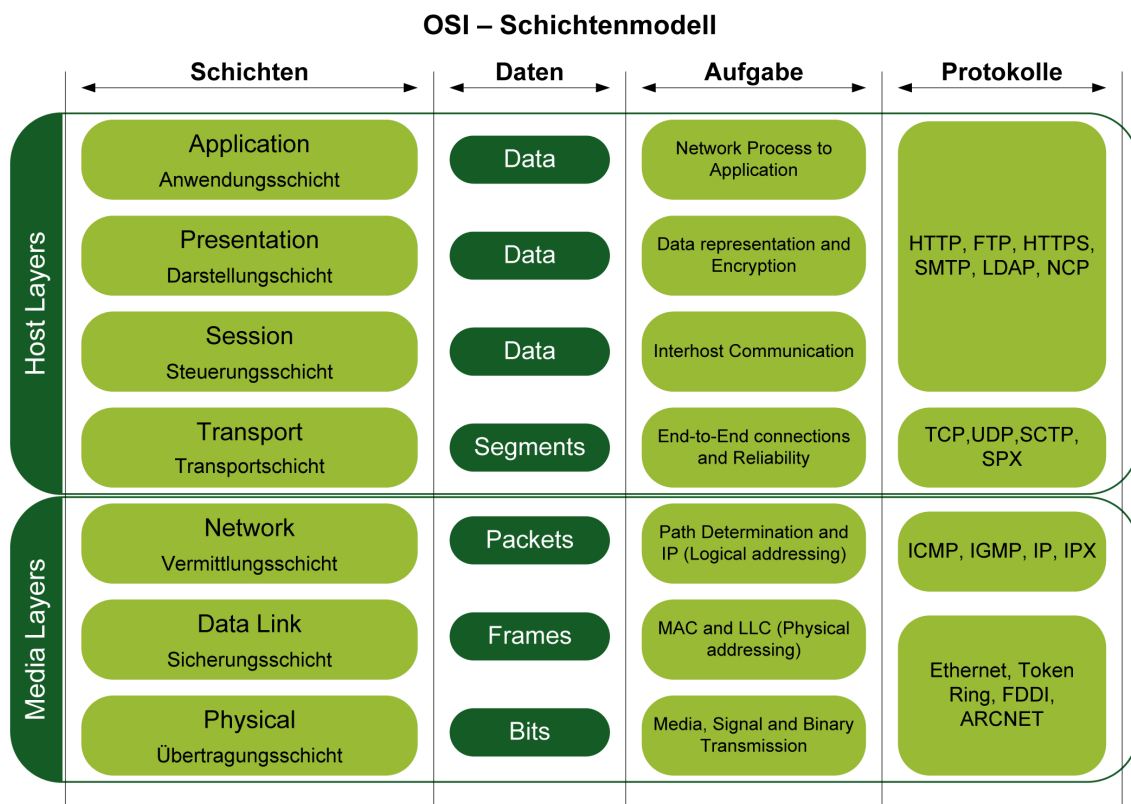 OSI – Schichtenmodell
Schichten
Daten
Aufgabe
Protokolle
Host Layers
Application
Anwendungsschicht
Data
Network Process to
Application
Presentation
Darstellungschicht
Data
Data representation and
Encryption
HTTP, FTP, HTTPS,
SMTP, LDAP, NCP
Session
Steuerungsschicht
Data
Interhost Communication
Transport
Transportschicht
Segments
End-to-End connections
and Reliability
TCP,UDP,SCTP,
SPX
Media Layers
Network
Vermittlungsschicht
Packets
Path Determination and
IP (Logical addressing)
ICMP, IGMP, IP, IPX
Data Link
Sicherungsschicht
Frames
MAC and LLC (Physical
addressing)
Ethernet, Token
Ring, FDDI,
ARCNET
Physical
Übertragungsschicht
Bits
Media, Signal and Binary
Transmission